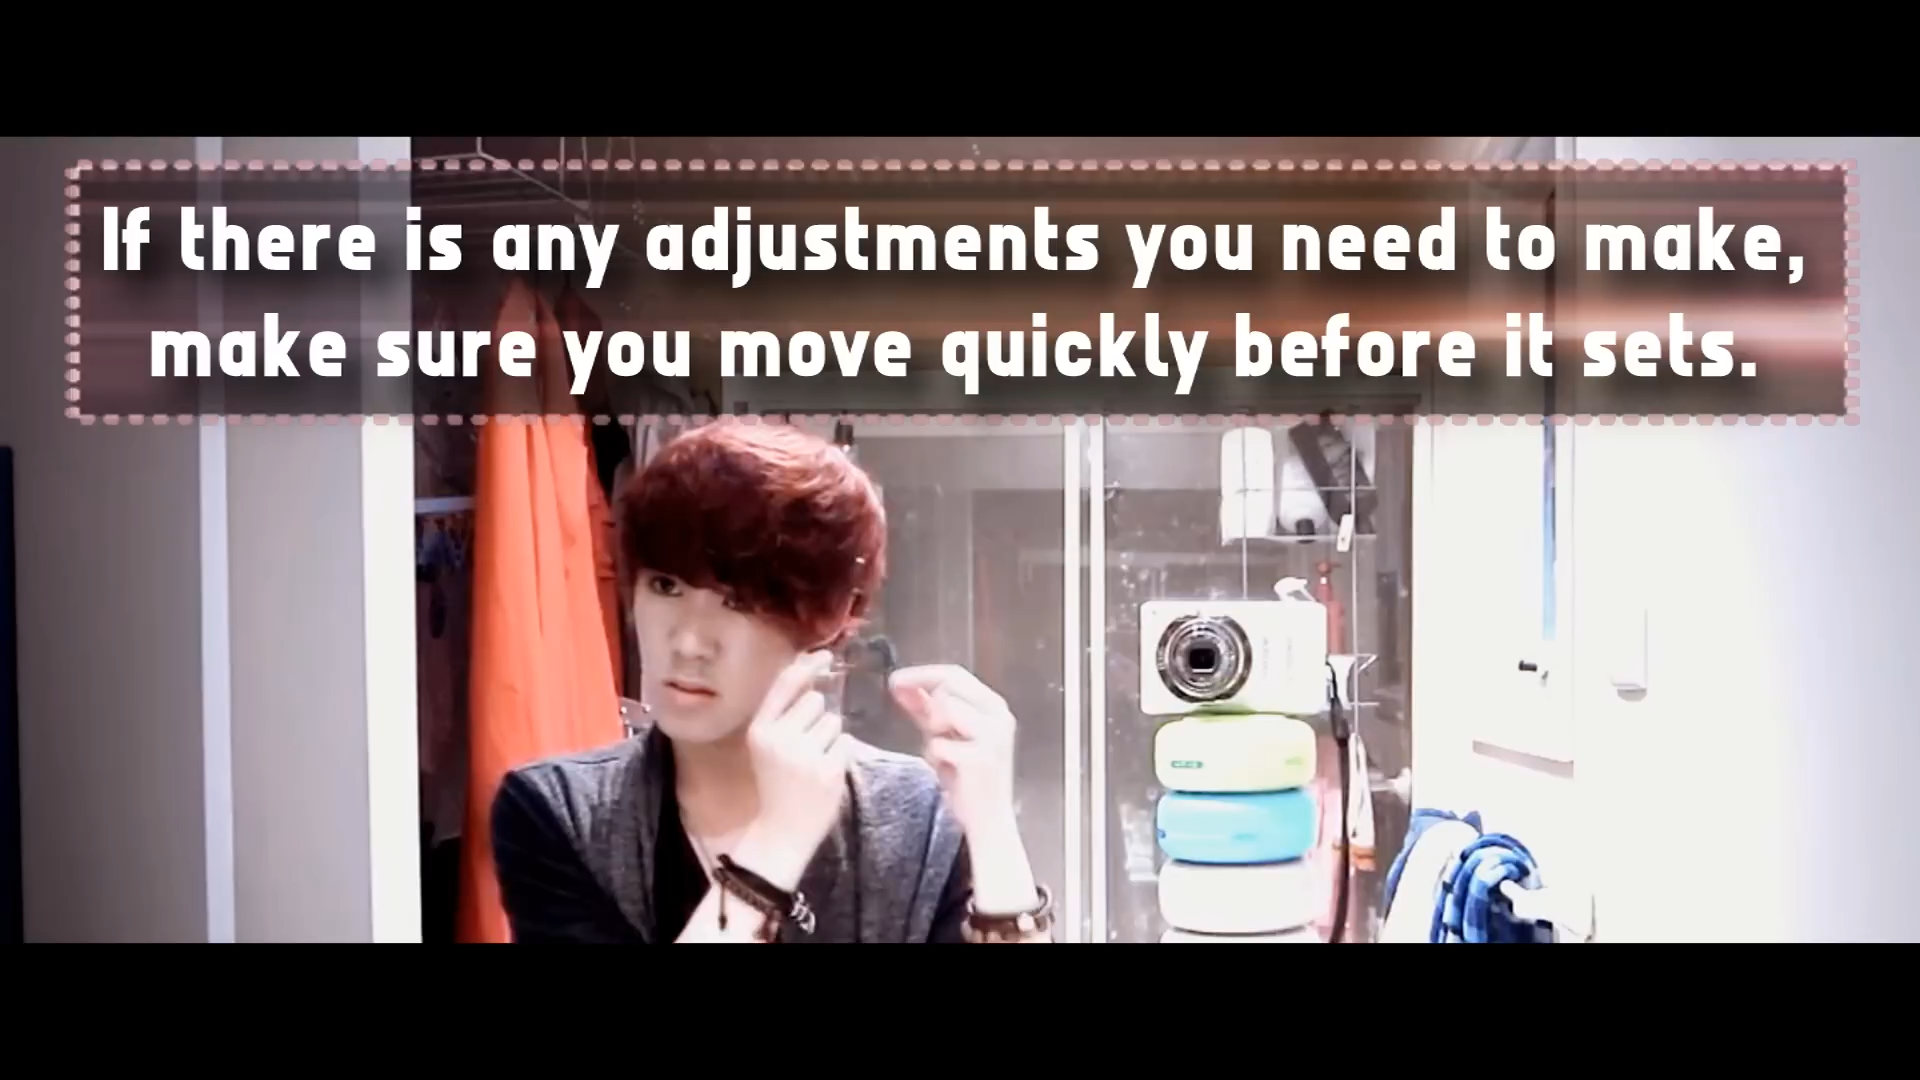 If there is any adjustments you need to make,
make sure you move quickly before it sets.